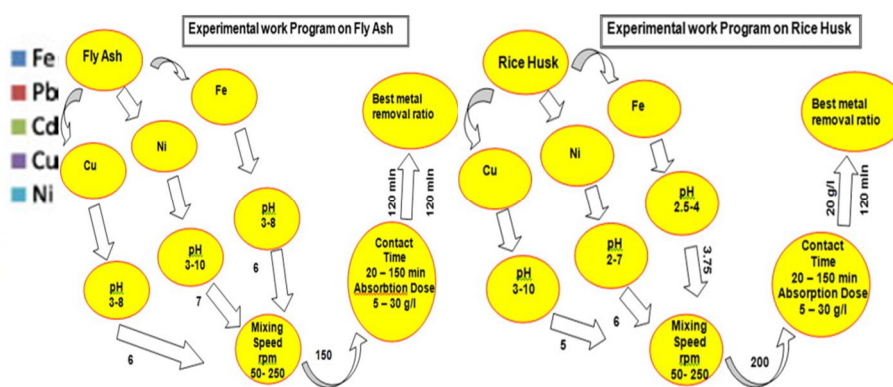 Fe
Pb
Cd
Cu
Ni
Experimental work Program on Fly Ash
Fly Ash
Fe
Ni
Cu
pH
3-8
pH
3-10
pH
3-8
6
7
6
Mixing
Speed
rpm
50- 250
150
Contact
Time
20 – 150 min
Absorbtion Dose
5 – 30 g/l
120 min
120 min
Best metal
removal ratio
Experimental work Program on Rice Husk
Rice Husk
Fe
Ni
Cu
pH
2.5-4
pH
2-7
pH
3-10
3.75
6
5
Mixing
Speed
rpm
50- 250
200
Contact
Time
20 – 150 min
Absorption Dose
5 – 30 g/l
20 g/l
120 min
Best metal
removal ratio